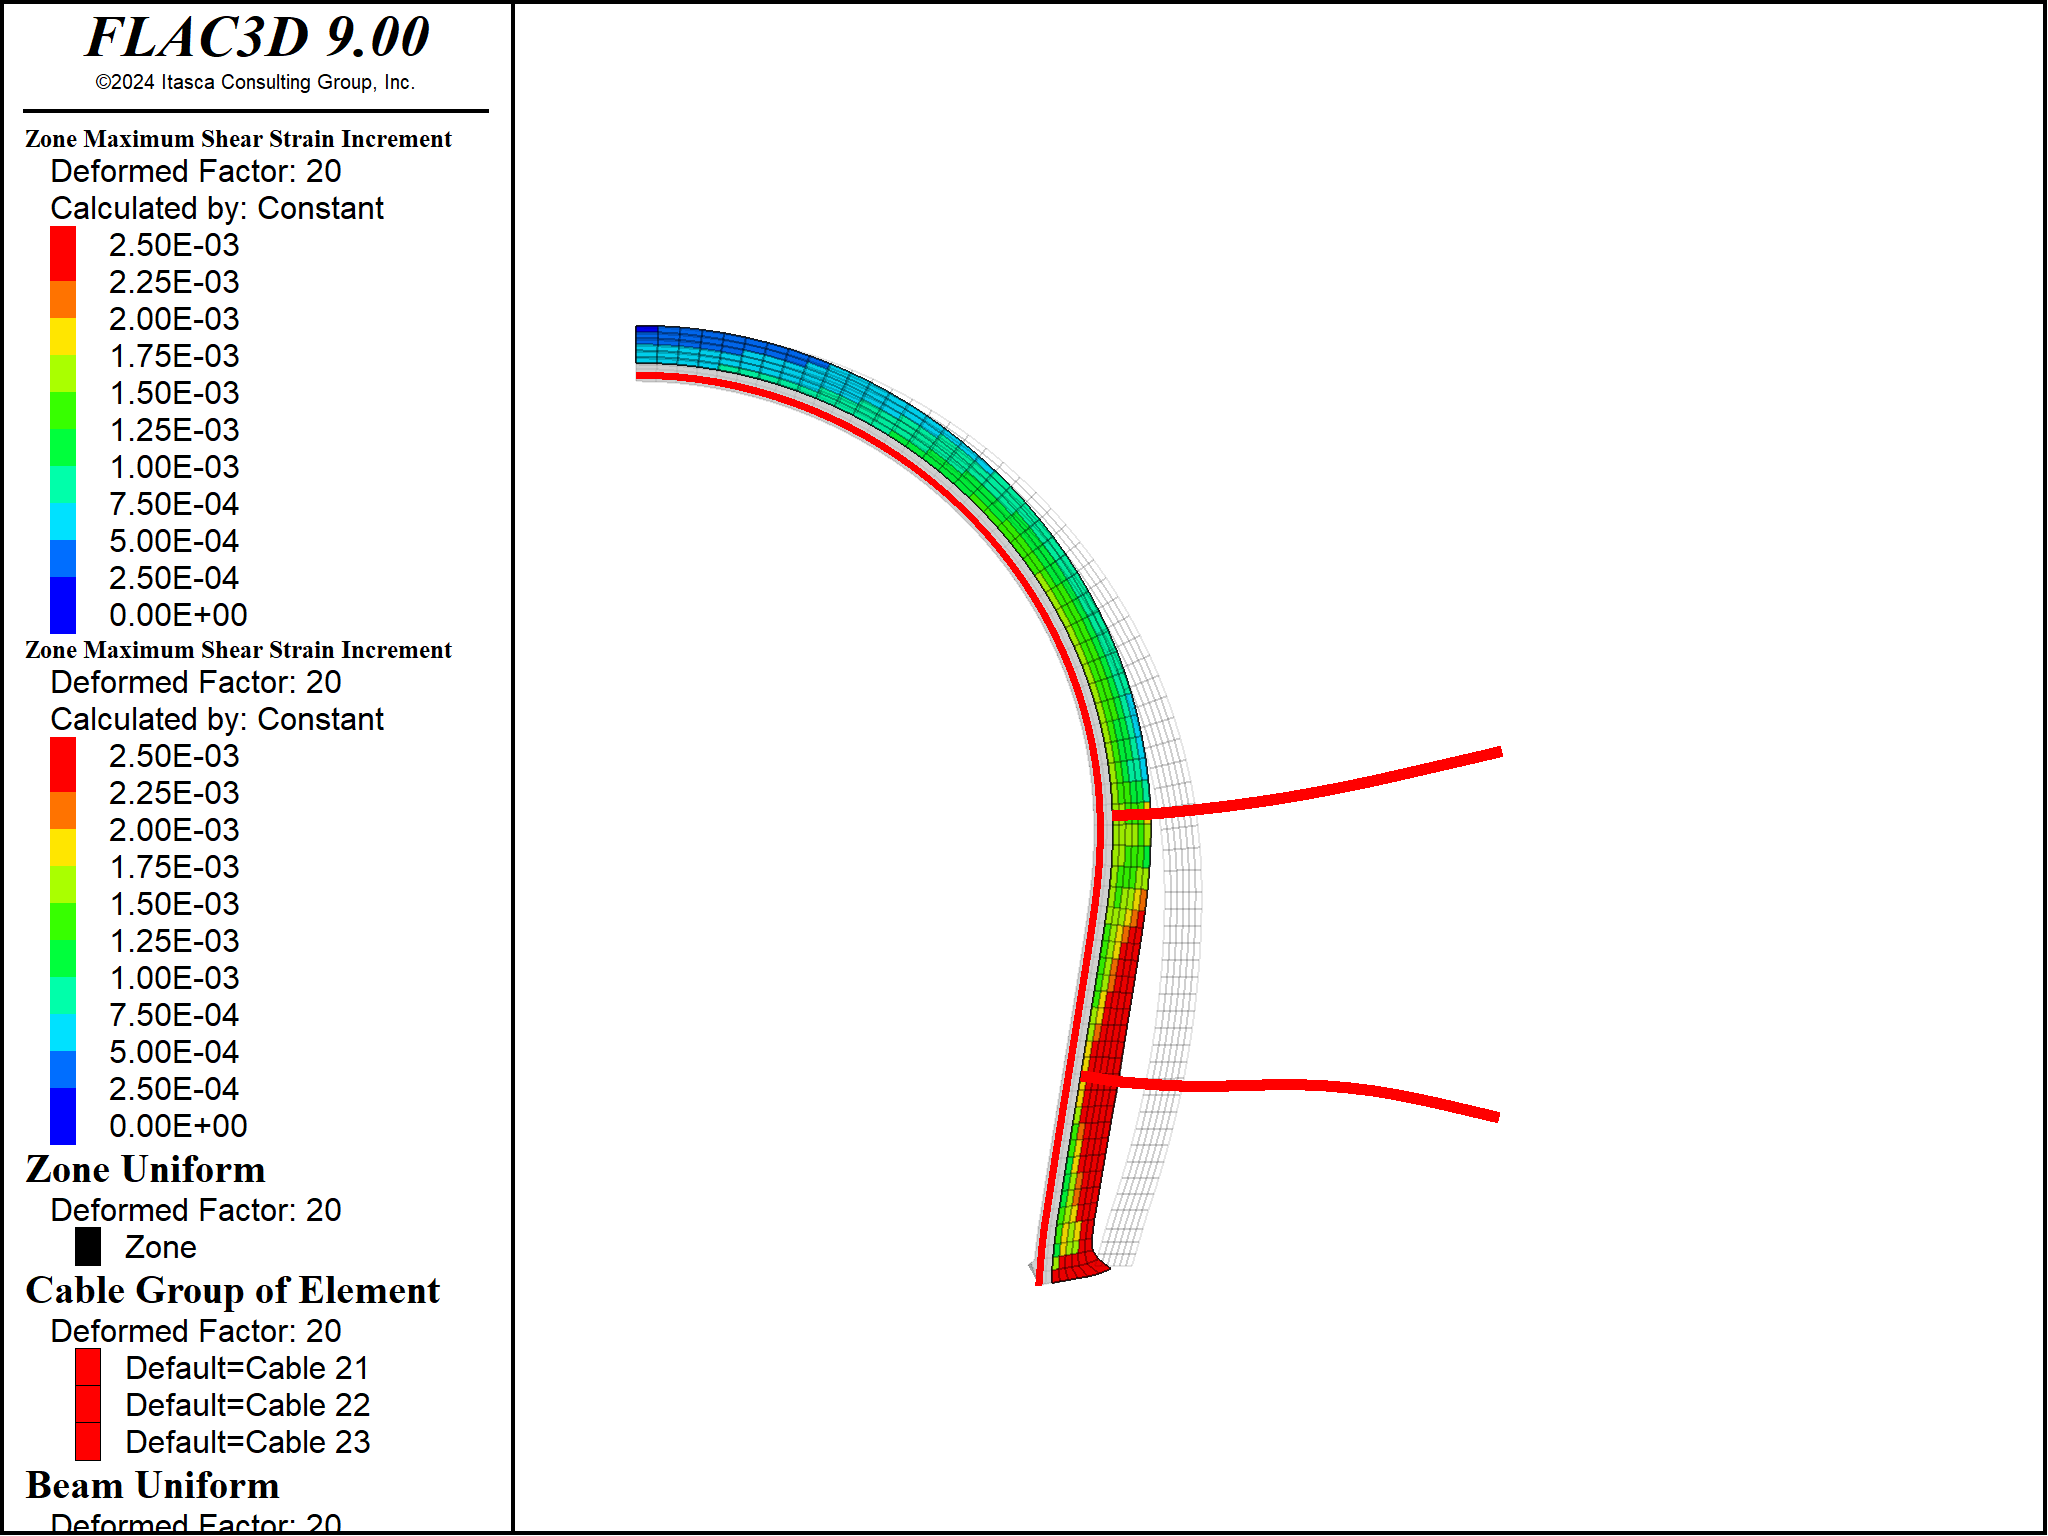 FLAC3D 9.00
©2024 Itasca Consulting Group, Inc.
Zone Maximum Shear Strain Increment
Deformed Factor: 20
Calculated by: Constant
2.50E-03
2.25E-03
2.00E-03
1.75E-03
1.50E-03
1.25E-03
1.00E-03
7.50E-04
5.00E-04
2.50E-04
0.00E+00
Zone Maximum Shear Strain Increment
Deformed Factor: 20
Calculated by: Constant
2.50E-03
2.25E-03
2.00E-03
1.75E-03
1.50E-03
1.25E-03
1.00E-03
7.50E-04
5.00E-04
2.50E-04
0.00E+00
Zone Uniform
Deformed Factor: 20
Zone
Cable Group of Element
Deformed Factor: 20
Default=Cable 21
Default=Cable 22
Default=Cable 23
Beam Uniform
Deformed Factor: 20